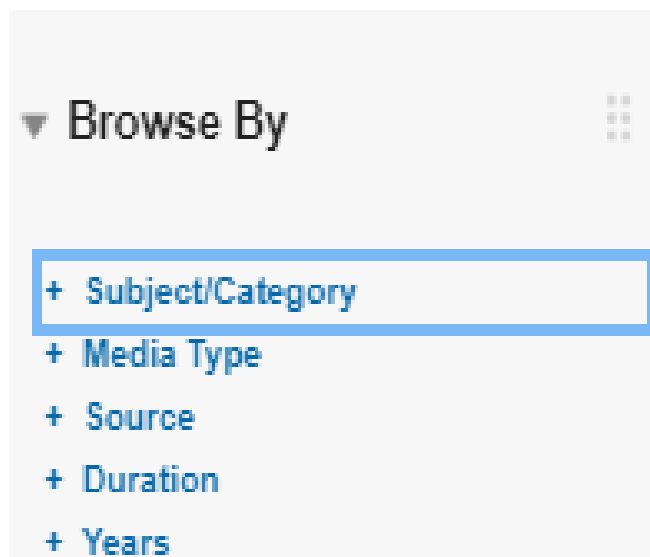 Browse By
+ Subject/Category
+ Media Type
+ Source
+ Duration
+ Years